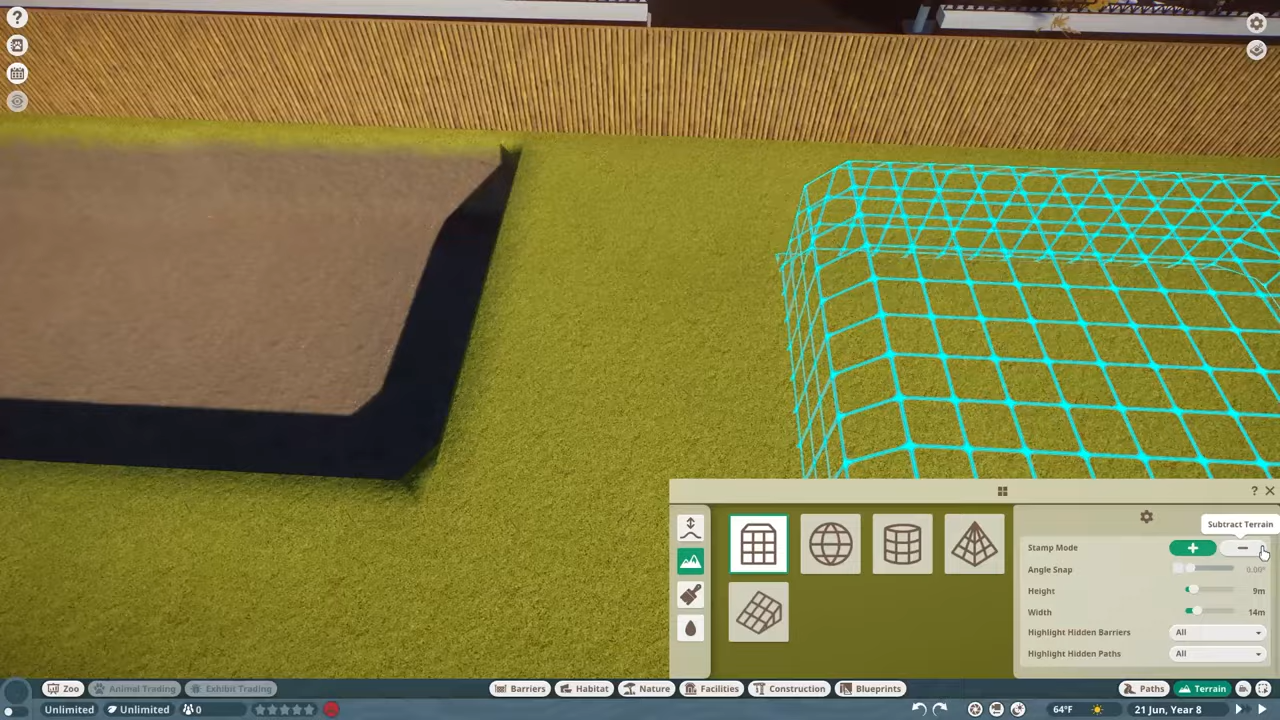 ?
? ×
Subtract Terrain
Stamp Mode + −
Angle Snap 0.00°
Height 9m
Width 14m
Highlight Hidden Barriers All
Highlight Hidden Paths All
Zoo Animal Trading Exhibit Trading Barriers Habitat Nature Facilities Construction Blueprints Paths Terrain
Unlimited Unlimited 0 64°F 21 Jun, Year 8